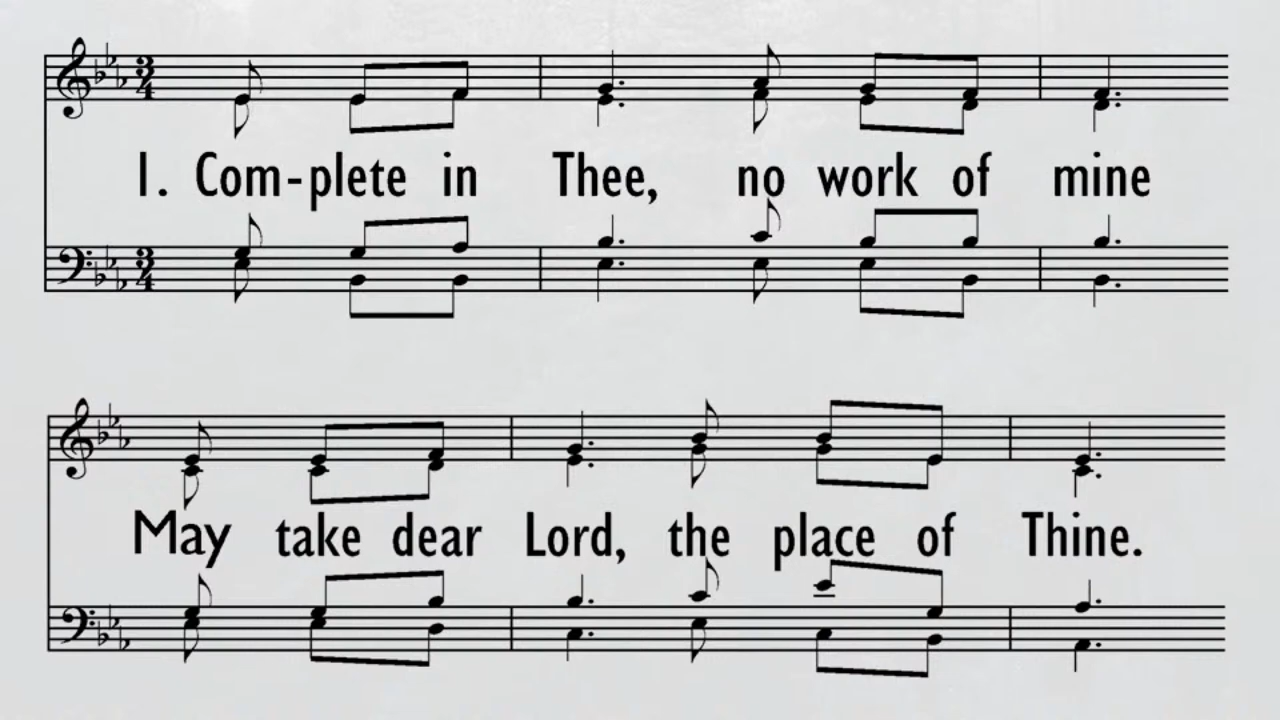 1. Com-plete in Thee, no work of mine
May take dear Lord, the place of Thine.